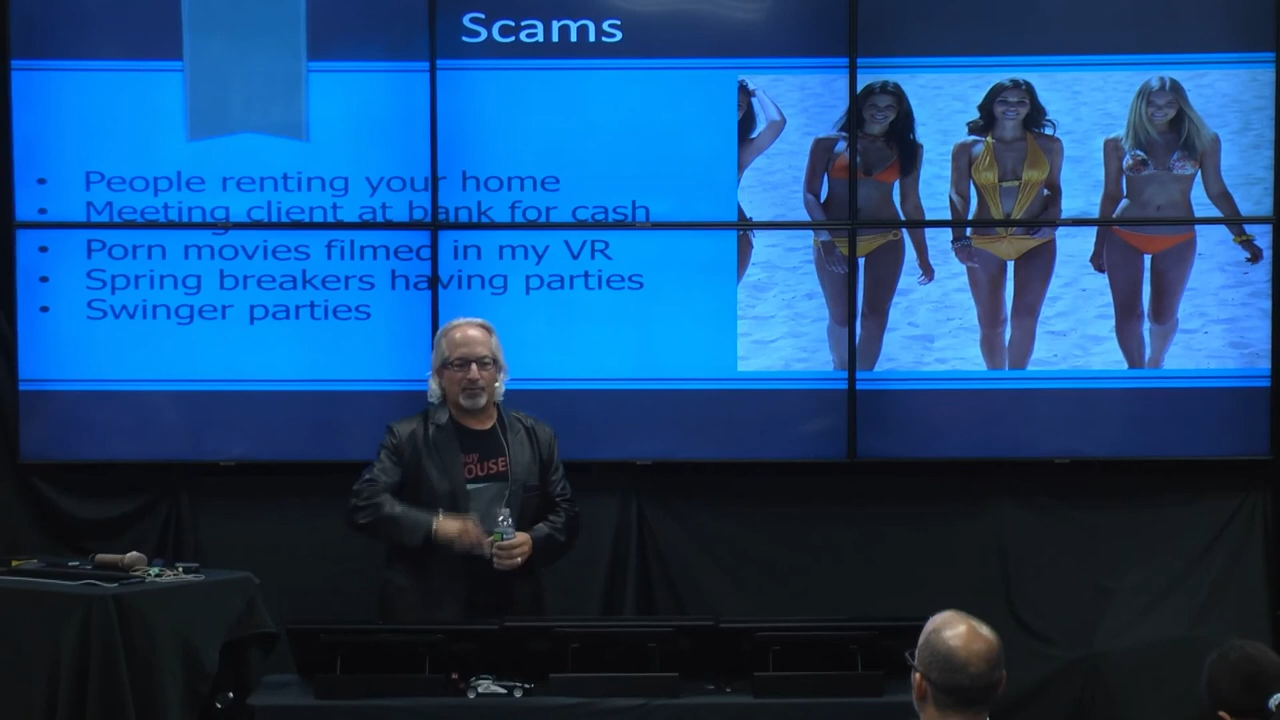 Scams
• People renting your home
• Meeting client at bank for cash
• Porn movies filmed in my VR
• Spring breakers having parties
• Swinger parties